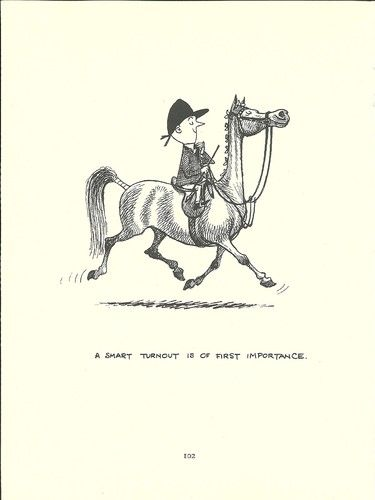 A SMART TURNOUT IS OF FIRST IMPORTANCE.
102